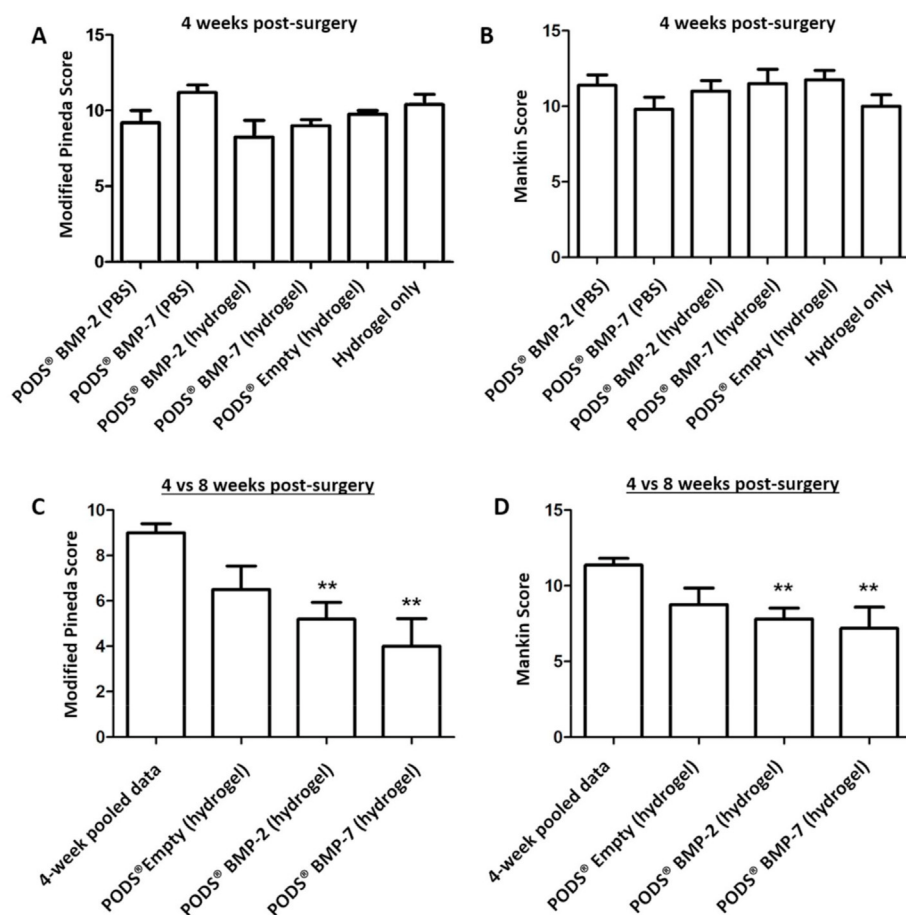 A
4 weeks post-surgery
Modified Pineda Score
15
10
5
0
PODS® BMP-2 (PBS)
PODS® BMP-7 (PBS)
PODS® BMP-2 (hydrogel)
PODS® BMP-7 (hydrogel)
PODS® Empty (hydrogel)
Hydrogel only
B
4 weeks post-surgery
Mankin Score
15
10
5
0
PODS® BMP-2 (PBS)
PODS® BMP-7 (PBS)
PODS® BMP-2 (hydrogel)
PODS® BMP-7 (hydrogel)
PODS® Empty (hydrogel)
Hydrogel only
C
4 vs 8 weeks post-surgery
Modified Pineda Score
10
8
6
4
2
0
**
**
4-week pooled data
PODS®Empty (hydrogel)
PODS® BMP-2 (hydrogel)
PODS® BMP-7 (hydrogel)
D
4 vs 8 weeks post-surgery
Mankin Score
15
10
5
0
**
**
4-week pooled data
PODS® Empty (hydrogel)
PODS® BMP-2 (hydrogel)
PODS® BMP-7 (hydrogel)